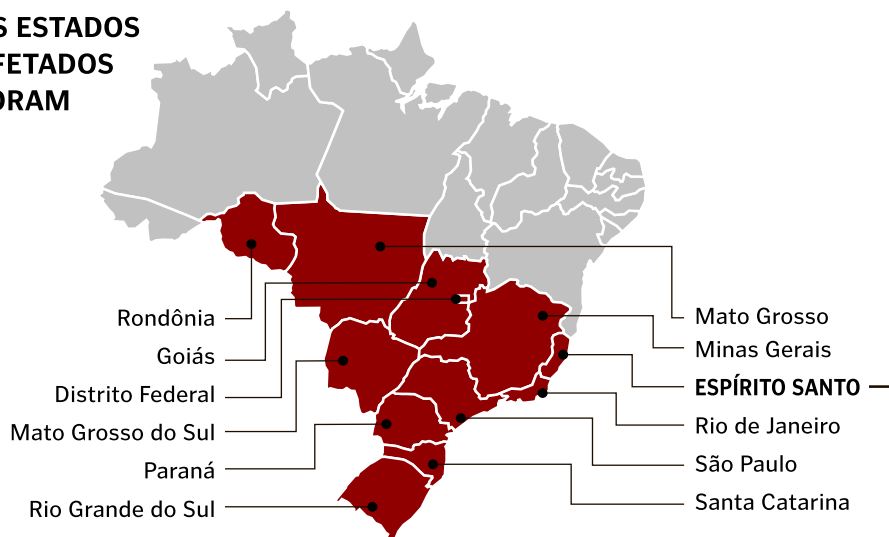 S ESTADOS
FETADOS
ORAM
Rondônia
Goiás
Distrito Federal
Mato Grosso do Sul
Paraná
Rio Grande do Sul
Mato Grosso
Minas Gerais
ESPÍRITO SANTO
Rio de Janeiro
São Paulo
Santa Catarina